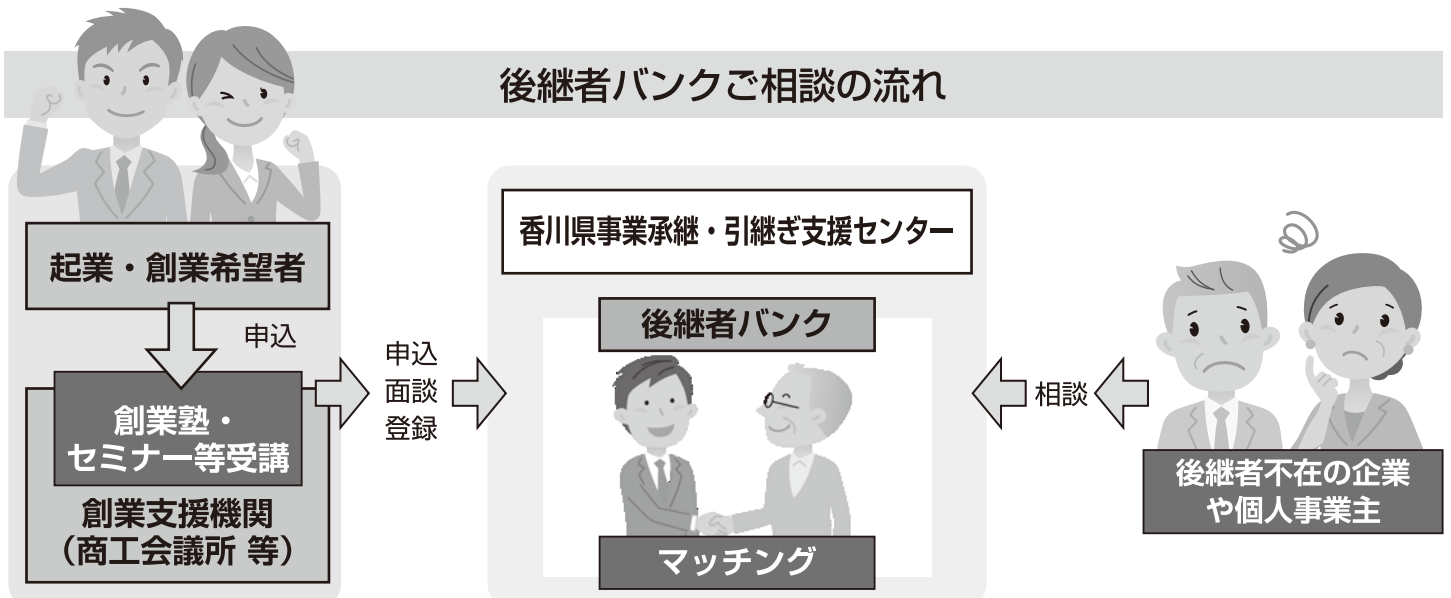 後継者バンクご相談の流れ
起業・創業希望者
申込
創業塾・
セミナー等受講
創業支援機関
（商工会議所 等）
申込
面談
登録
香川県事業承継・引継ぎ支援センター
後継者バンク
マッチング
相談
後継者不在の企業
や個人事業主